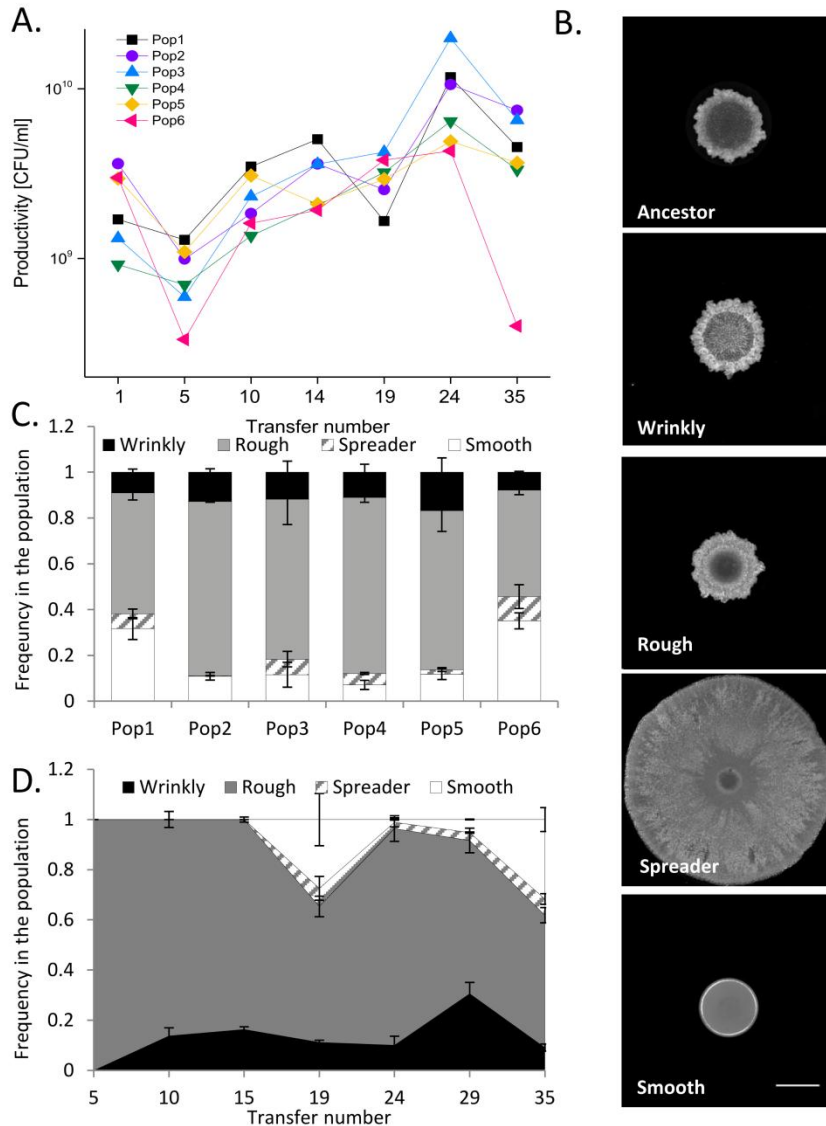 A.
Pop1
Pop2
Pop3
Pop4
Pop5
Pop6
Productivity [CFU/ml]
10^10
10^9
1 5 10 14 19 24 35
Transfer number
B.
Ancestor
Wrinkly
Rough
Spreader
Smooth
C.
Wrinkly Rough Spreader Smooth
Freqeuncy in the population
1.2
1
0.8
0.6
0.4
0.2
0
Pop1 Pop2 Pop3 Pop4 Pop5 Pop6
D.
Wrinkly Rough Spreader Smooth
Frequency in the population
1.2
1
0.8
0.6
0.4
0.2
0
5 10 15 19 24 29 35
Transfer number